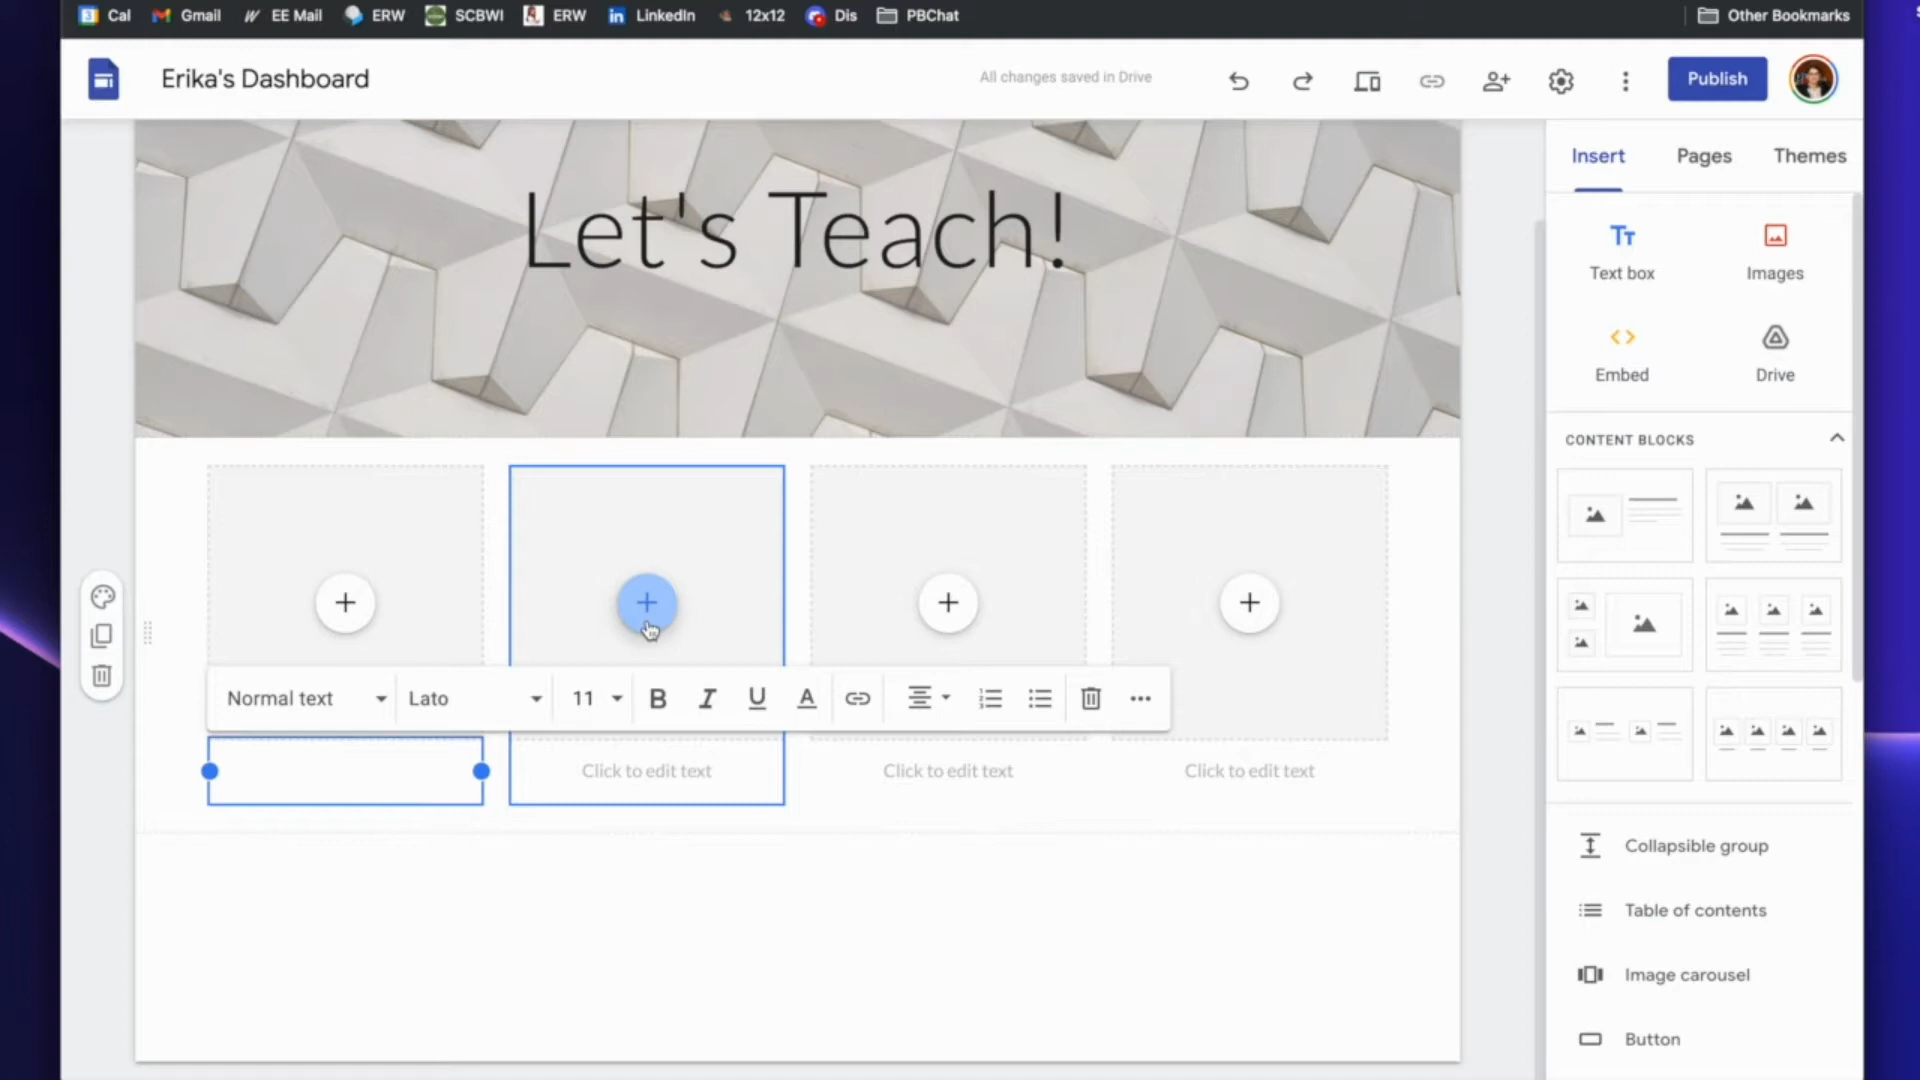 Cal Gmail EE Mail ERW SCBWI ERW LinkedIn 12x12 Dis PBChat Other Bookmarks
Erika's Dashboard All changes saved in Drive Publish
Insert Pages Themes
Let's Teach!
Text box Images
Embed Drive
CONTENT BLOCKS
Normal text Lato 11 B I U A
Click to edit text Click to edit text Click to edit text
Collapsible group
Table of contents
Image carousel
Button